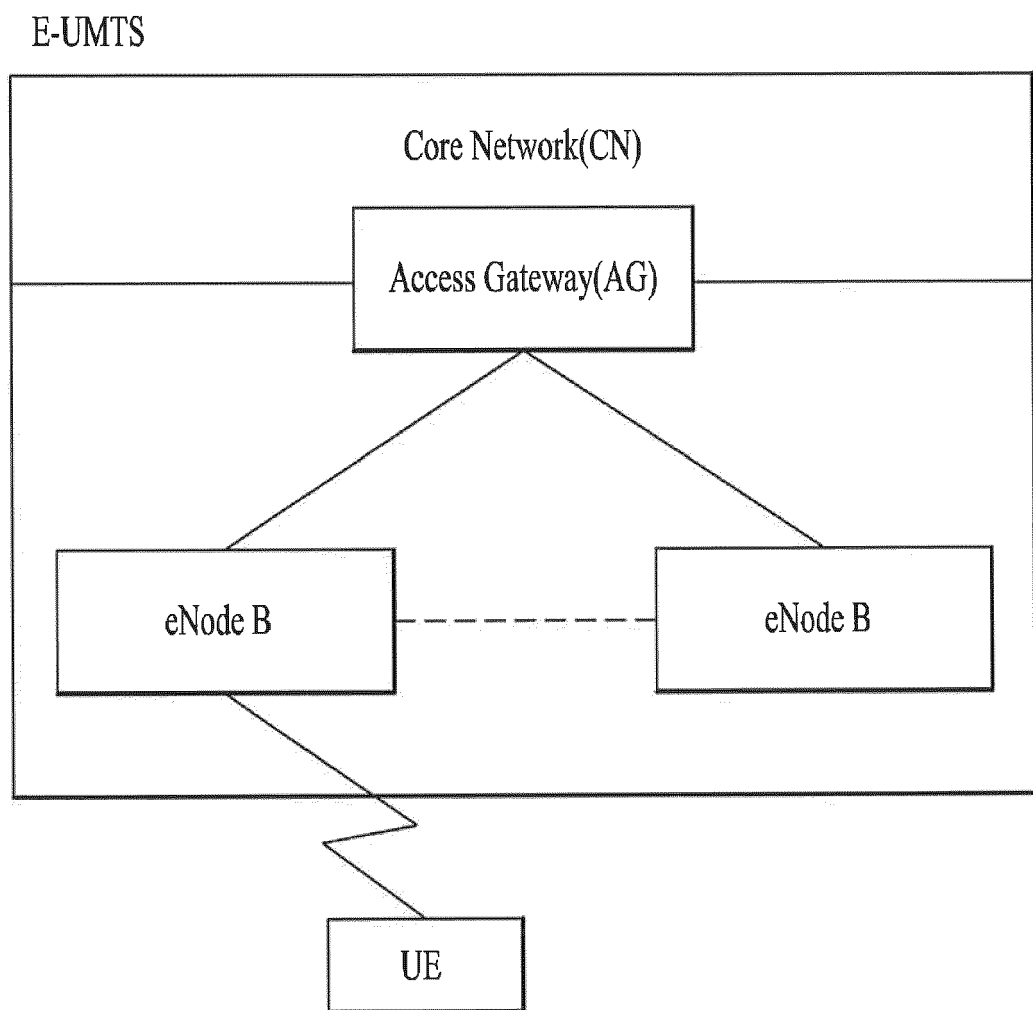 E-UMTS
Core Network(CN)
Access Gateway(AG)
eNode B
eNode B
UE